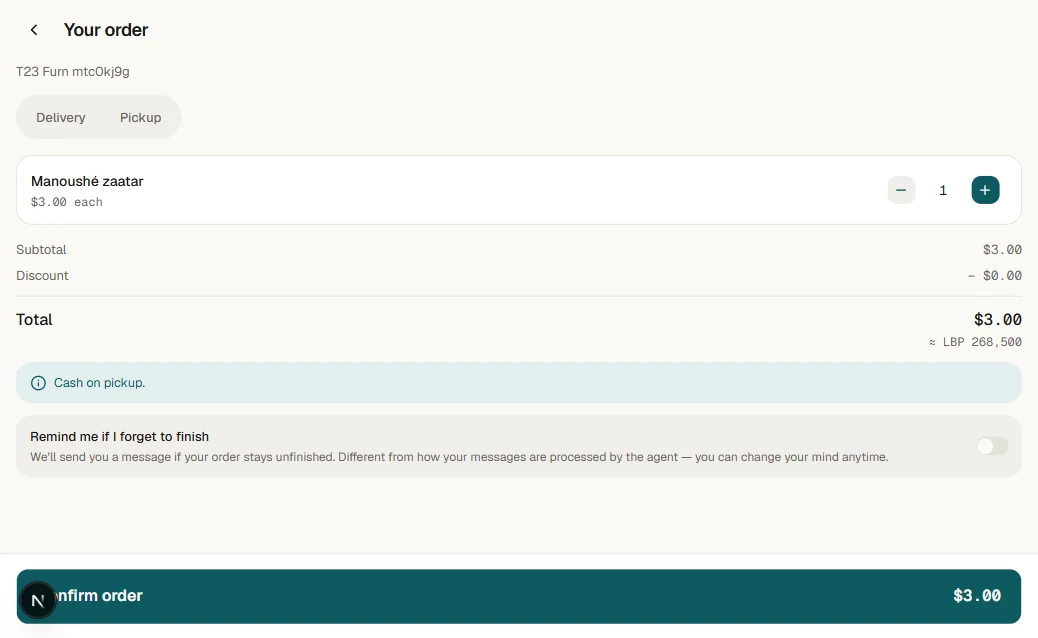 Your order
T23 Furn mtc0kj9g
Delivery Pickup
Manoushé zaatar
$3.00 each
− 1 +
Subtotal $3.00
Discount − $0.00
Total $3.00
≈ LBP 268,500
Cash on pickup.
Remind me if I forget to finish
We'll send you a message if your order stays unfinished. Different from how your messages are processed by the agent — you can change your mind anytime.
N nfirm order $3.00